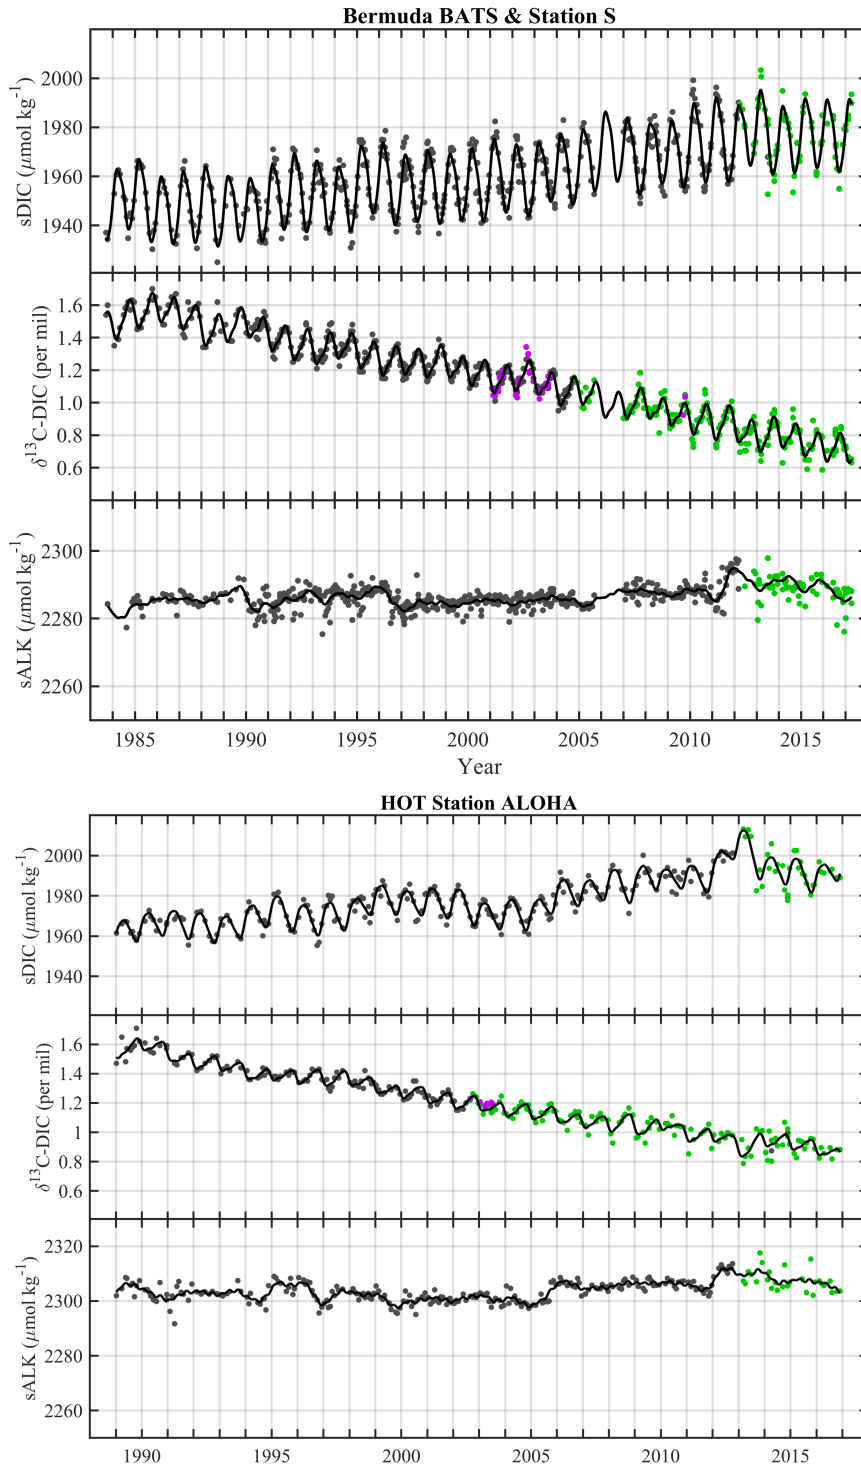 Bermuda BATS & Station S
sDIC (μmol kg⁻¹)
2000
1980
1960
1940
δ¹³C-DIC (per mil)
1.6
1.4
1.2
1.0
0.8
0.6
sALK (μmol kg⁻¹)
2300
2280
2260
1985 1990 1995 2000 2005 2010 2015
Year
HOT Station ALOHA
sDIC (μmol kg⁻¹)
2000
1980
1960
1940
δ¹³C-DIC (per mil)
1.6
1.4
1.2
1
0.8
0.6
sALK (μmol kg⁻¹)
2320
2300
2280
2260
1990 1995 2000 2005 2010 2015